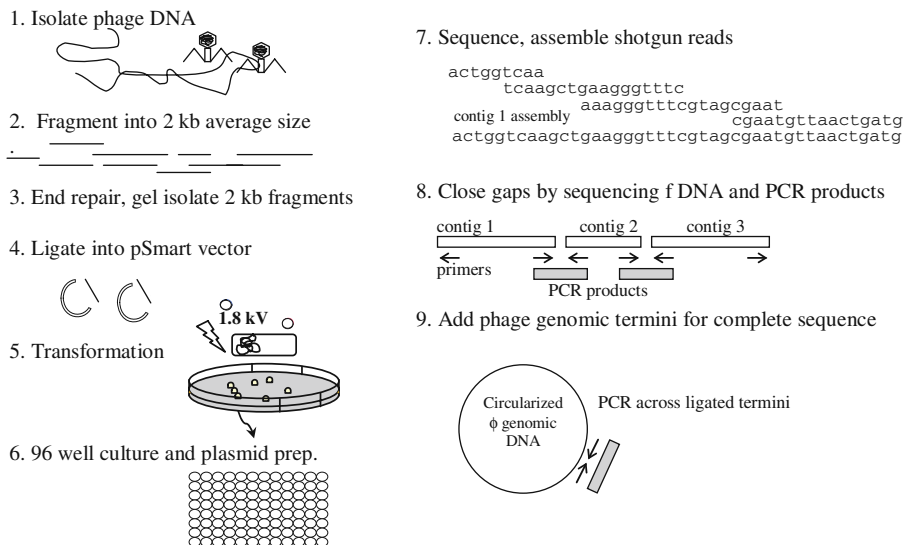 1. Isolate phage DNA
2. Fragment into 2 kb average size
3. End repair, gel isolate 2 kb fragments
4. Ligate into pSmart vector
1.8 kV
5. Transformation
6. 96 well culture and plasmid prep.
7. Sequence, assemble shotgun reads
actggtcaa
tcaagctgaagggtttc
aaagggtttcgtagcgaat
contig 1 assembly
cgaatgttaactgatg
actggtcaagctgaagggtttcgtagcgaatgttaactgatg
8. Close gaps by sequencing f DNA and PCR products
contig 1 contig 2 contig 3
primers
PCR products
9. Add phage genomic termini for complete sequence
Circularized
ϕ genomic
DNA
PCR across ligated termini